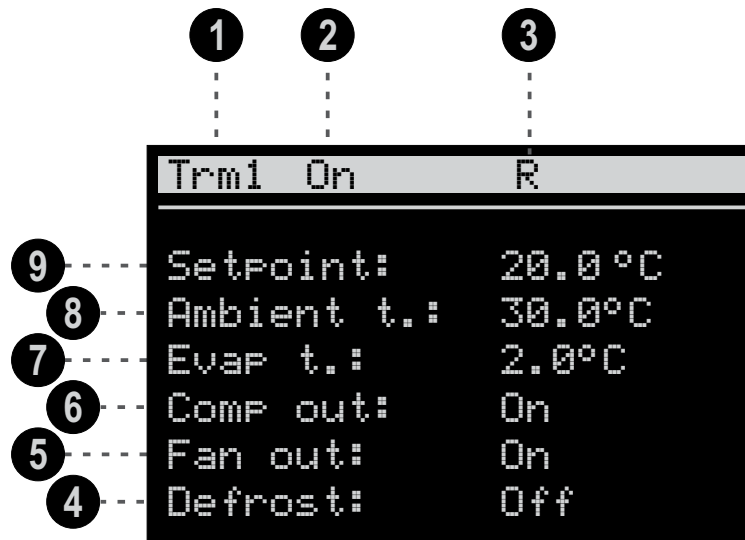 1 2 3
Trm1 On R
9 Setpoint: 20.0°C
8 Ambient t.: 30.0°C
7 Evap t.: 2.0°C
6 Comp out: On
5 Fan out: On
4 Defrost: Off